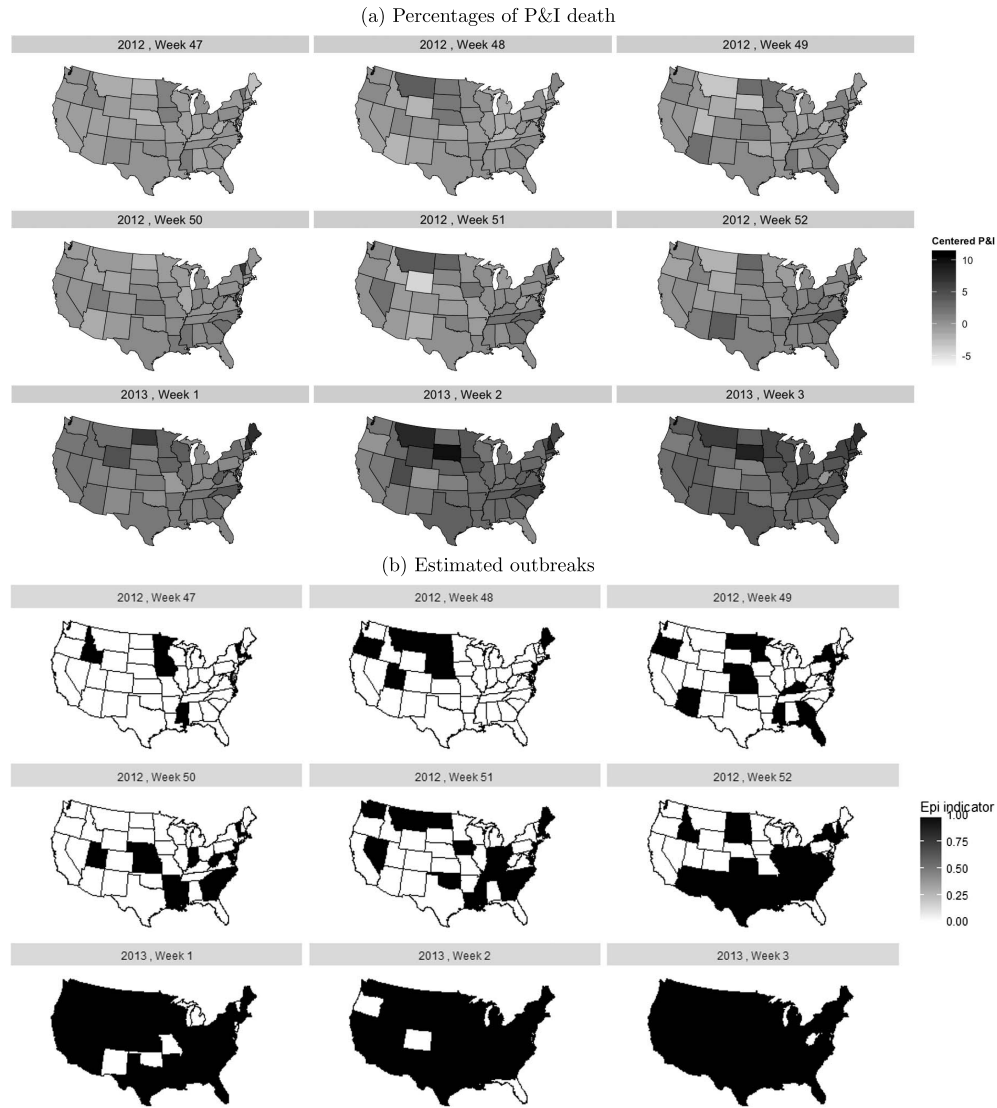 (a) Percentages of P&I death
2012 , Week 47
2012 , Week 48
2012 , Week 49
2012 , Week 50
2012 , Week 51
2012 , Week 52
Centered P&I
10
5
0
-5
2013 , Week 1
2013 , Week 2
2013 , Week 3
(b) Estimated outbreaks
2012 , Week 47
2012 , Week 48
2012 , Week 49
2012 , Week 50
2012 , Week 51
2012 , Week 52
Epi indicator
1.00
0.75
0.50
0.25
0.00
2013 , Week 1
2013 , Week 2
2013 , Week 3